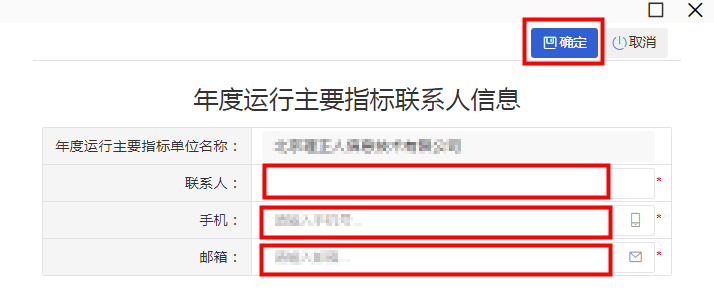 确定 取消
年度运行主要指标联系人信息
年度运行主要指标单位名称：
联系人： *
手机： *
邮箱： *